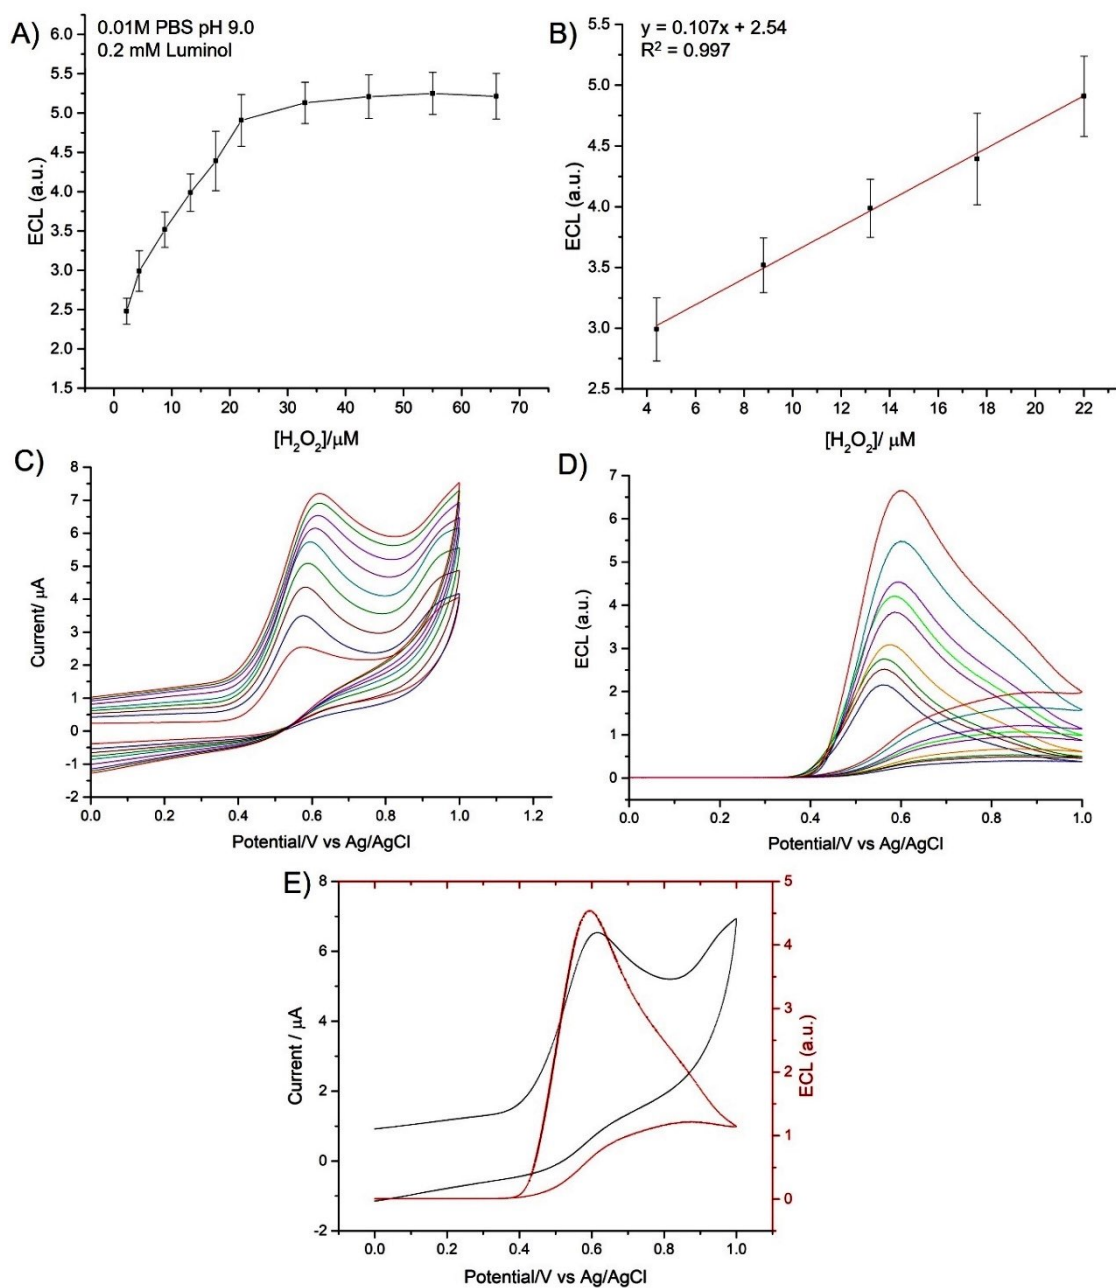 A)
0.01M PBS pH 9.0
0.2 mM Luminol
6.0
5.5
5.0
4.5
4.0
3.5
3.0
2.5
2.0
1.5
ECL (a.u.)
0 10 20 30 40 50 60 70
[H₂O₂]/μM
B)
y = 0.107x + 2.54
R² = 0.997
5.5
5.0
4.5
4.0
3.5
3.0
2.5
ECL (a.u.)
4 6 8 10 12 14 16 18 20 22
[H₂O₂]/ μM
C)
8
7
6
5
4
3
2
1
0
-1
-2
Current/ μA
0.0 0.2 0.4 0.6 0.8 1.0 1.2
Potential/V vs Ag/AgCl
D)
7
6
5
4
3
2
1
0
ECL (a.u.)
0.0 0.2 0.4 0.6 0.8 1.0
Potential/V vs Ag/AgCl
E)
8
6
4
2
0
-2
Current / μA
5
4
3
2
1
0
ECL (a.u.)
0.0 0.2 0.4 0.6 0.8 1.0
Potential/V vs Ag/AgCl